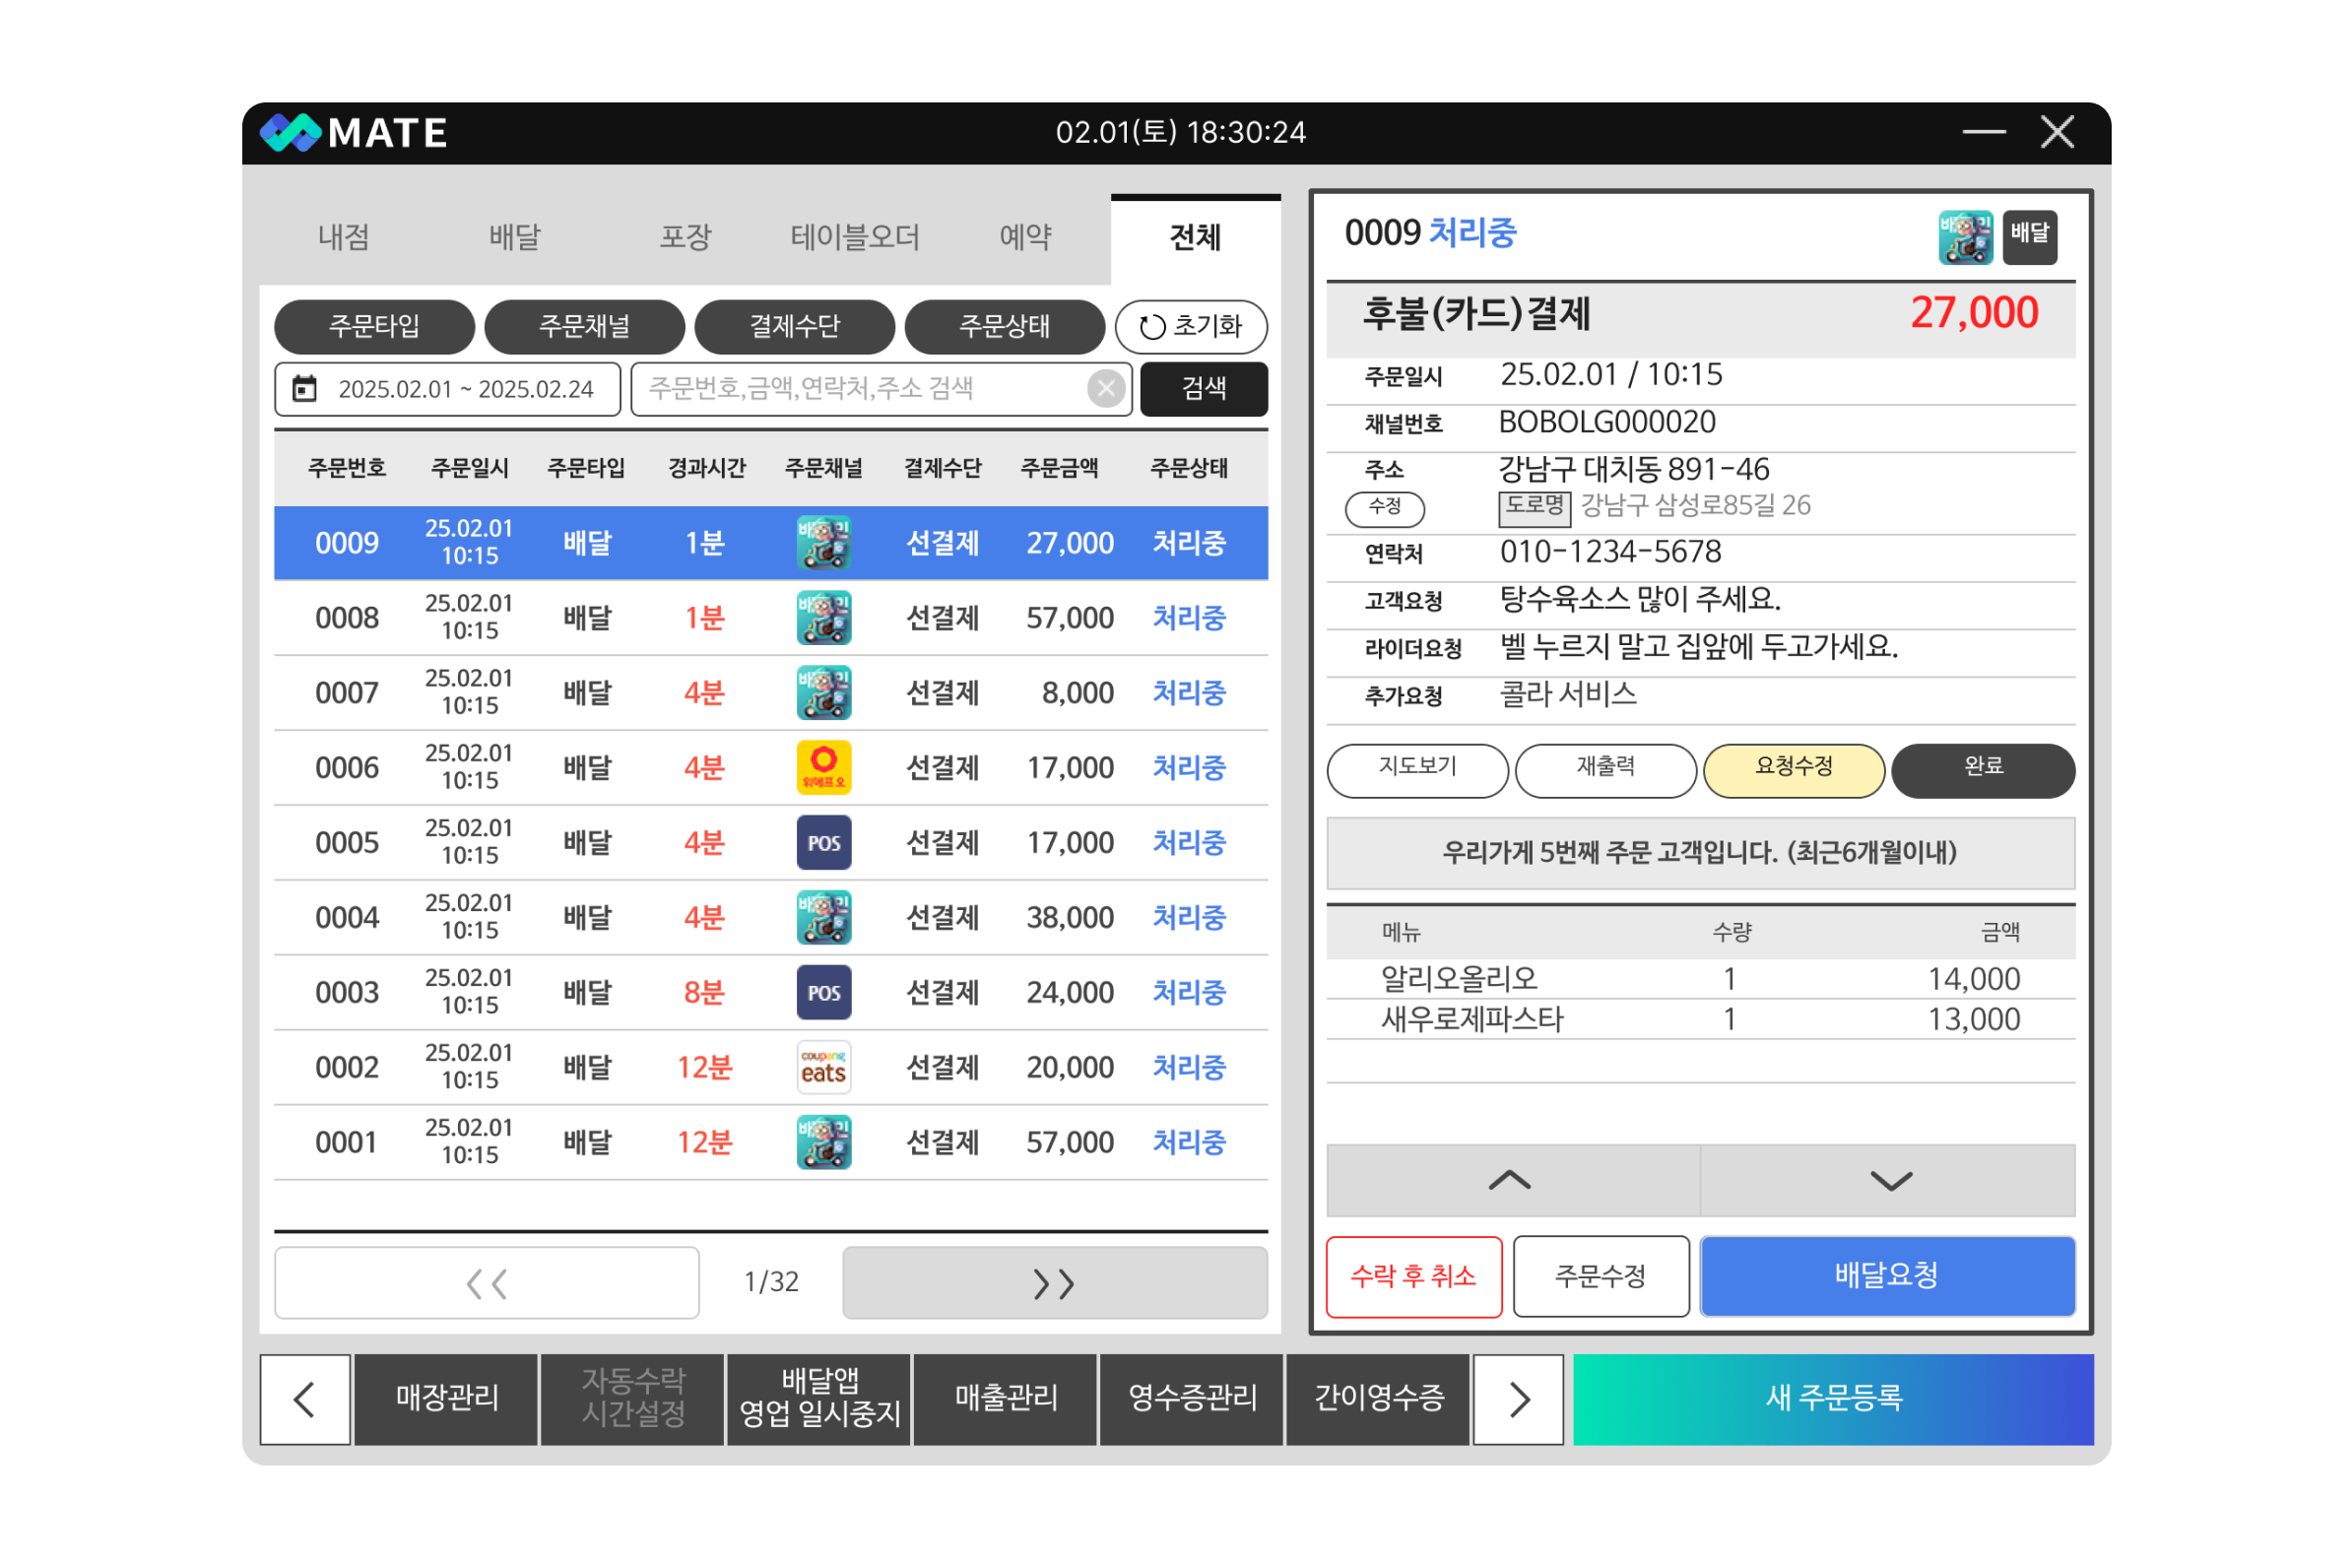 MATE
02.01(토) 18:30:24
내점 배달 포장 테이블오더 예약 전체
주문타입 주문채널 결제수단 주문상태 초기화
2025.02.01 ~ 2025.02.24 주문번호,금액,연락처,주소 검색 검색
주문번호 주문일시 주문타입 경과시간 주문채널 결제수단 주문금액 주문상태
0009 25.02.01 10:15 배달 1분 선결제 27,000 처리중
0008 25.02.01 10:15 배달 1분 선결제 57,000 처리중
0007 25.02.01 10:15 배달 4분 선결제 8,000 처리중
0006 25.02.01 10:15 배달 4분 위메프오 선결제 17,000 처리중
0005 25.02.01 10:15 배달 4분 POS 선결제 17,000 처리중
0004 25.02.01 10:15 배달 4분 선결제 38,000 처리중
0003 25.02.01 10:15 배달 8분 POS 선결제 24,000 처리중
0002 25.02.01 10:15 배달 12분 coupang eats 선결제 20,000 처리중
0001 25.02.01 10:15 배달 12분 선결제 57,000 처리중
1/32
0009 처리중 배달
후불(카드)결제 27,000
주문일시 25.02.01 / 10:15
채널번호 BOBOLG000020
주소 강남구 대치동 891-46
수정 도로명 강남구 삼성로85길 26
연락처 010-1234-5678
고객요청 탕수육소스 많이 주세요.
라이더요청 벨 누르지 말고 집앞에 두고가세요.
추가요청 콜라 서비스
지도보기 재출력 요청수정 완료
우리가게 5번째 주문 고객입니다. (최근6개월이내)
메뉴 수량 금액
알리오올리오 1 14,000
새우로제파스타 1 13,000
수락 후 취소 주문수정 배달요청
매장관리
자동수락
시간설정
배달앱
영업 일시중지
매출관리 영수증관리 간이영수증
새 주문등록